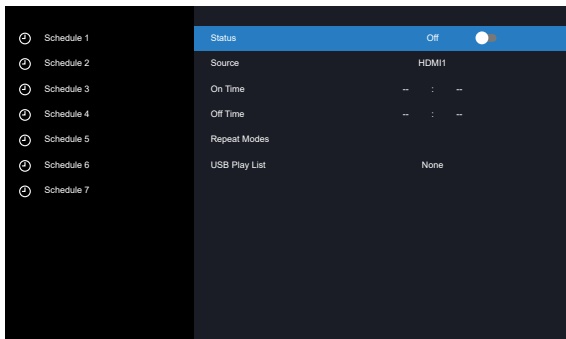 Schedule 1
Schedule 2
Schedule 3
Schedule 4
Schedule 5
Schedule 6
Schedule 7
Status Off
Source HDMI1
On Time -- : --
Off Time -- : --
Repeat Modes
USB Play List None